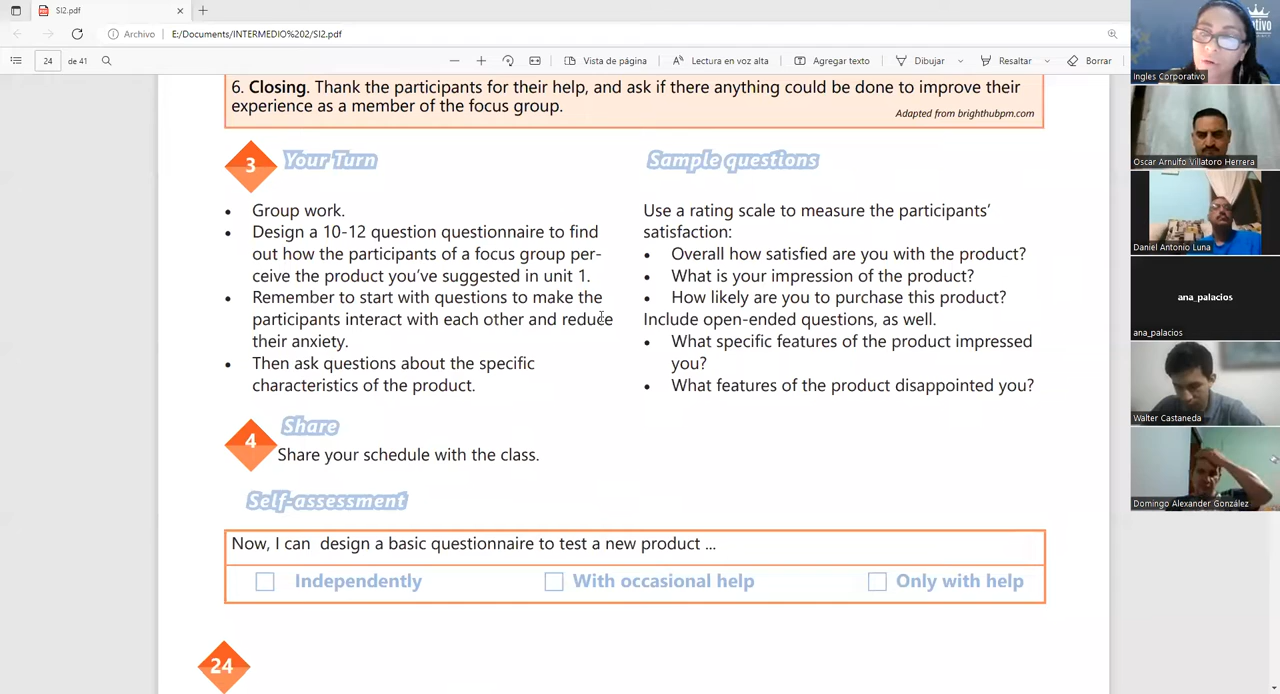 SI2.pdf
Archivo
E:/Documents/INTERMEDIO%202/SI2.pdf
24
de 41
Vista de página
Lectura en voz alta
Agregar texto
Dibujar
Resaltar
Borrar
6. Closing. Thank the participants for their help, and ask if there anything could be done to improve their
experience as a member of the focus group.
Adapted from brighthubpm.com
3
Your Turn
• Group work.
• Design a 10-12 question questionnaire to find
out how the participants of a focus group per-
ceive the product you've suggested in unit 1.
• Remember to start with questions to make the
participants interact with each other and reduce
their anxiety.
• Then ask questions about the specific
characteristics of the product.
Sample questions
Use a rating scale to measure the participants'
satisfaction:
• Overall how satisfied are you with the product?
• What is your impression of the product?
• How likely are you to purchase this product?
Include open-ended questions, as well.
• What specific features of the product impressed
you?
• What features of the product disappointed you?
4
Share
Share your schedule with the class.
Self-assessment
Now, I can design a basic questionnaire to test a new product ...
Independently
With occasional help
Only with help
24
Ingles Corporativo
Oscar Arnulfo Villatoro Herrera
Daniel Antonio Luna
ana_palacios
ana_palacios
Walter Castaneda
Domingo Alexander González